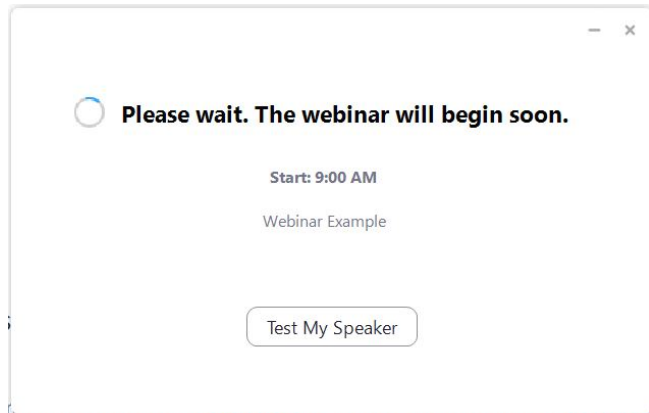 Please wait. The webinar will begin soon.
Start: 9:00 AM
Webinar Example
Test My Speaker